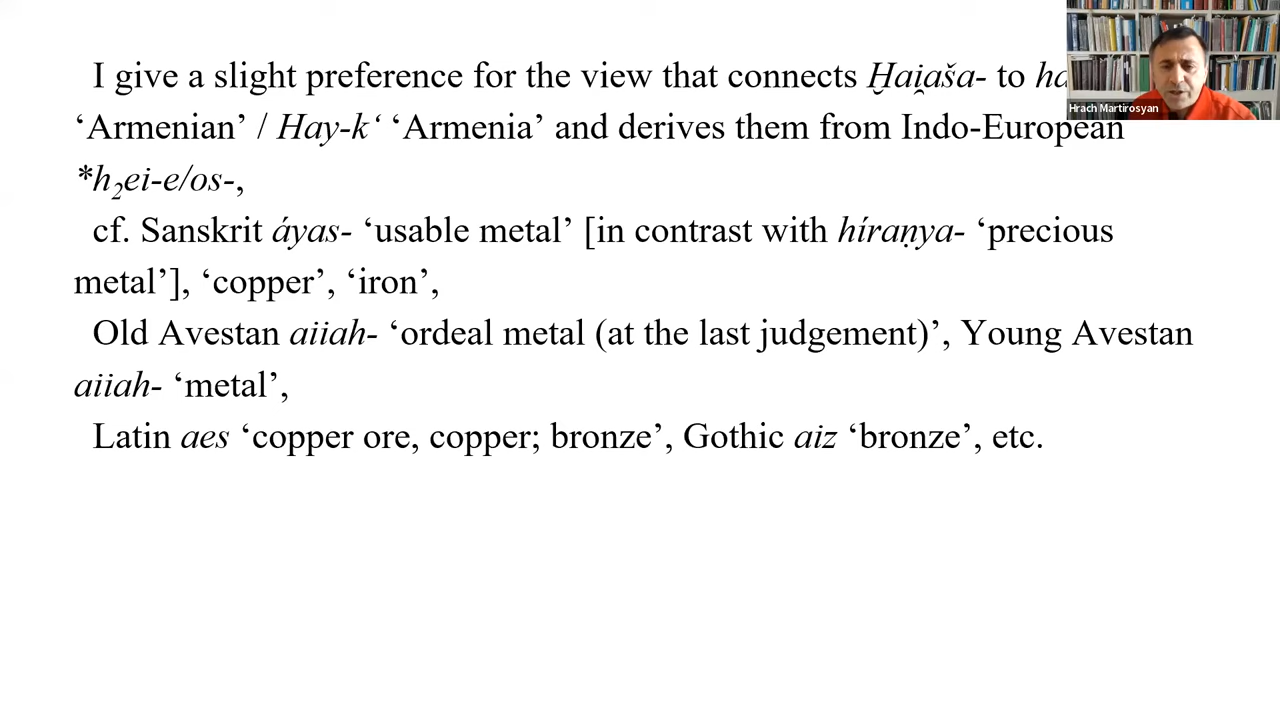 I give a slight preference for the view that connects Ḫai̯aša- to
‘Armenian’ / Hay-k‘ ‘Armenia’ and derives them from Indo-European
*h₂ei-e/os-,
cf. Sanskrit áyas- ‘usable metal’ [in contrast with híraṇya- ‘precious
metal’], ‘copper’, ‘iron’,
Old Avestan aiiah- ‘ordeal metal (at the last judgement)’, Young Avestan
aiiah- ‘metal’,
Latin aes ‘copper ore, copper; bronze’, Gothic aiz ‘bronze’, etc.
Hrach Martirosyan